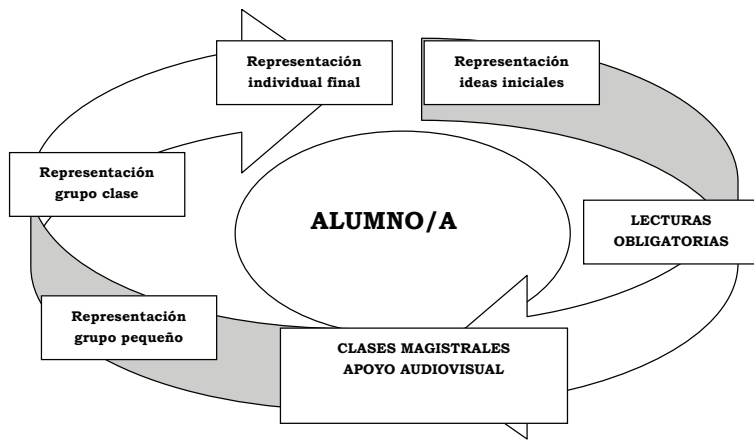 Representación
individual final
Representación
ideas iniciales
Representación
grupo clase
ALUMNO/A
LECTURAS
OBLIGATORIAS
Representación
grupo pequeño
CLASES MAGISTRALES
APOYO AUDIOVISUAL